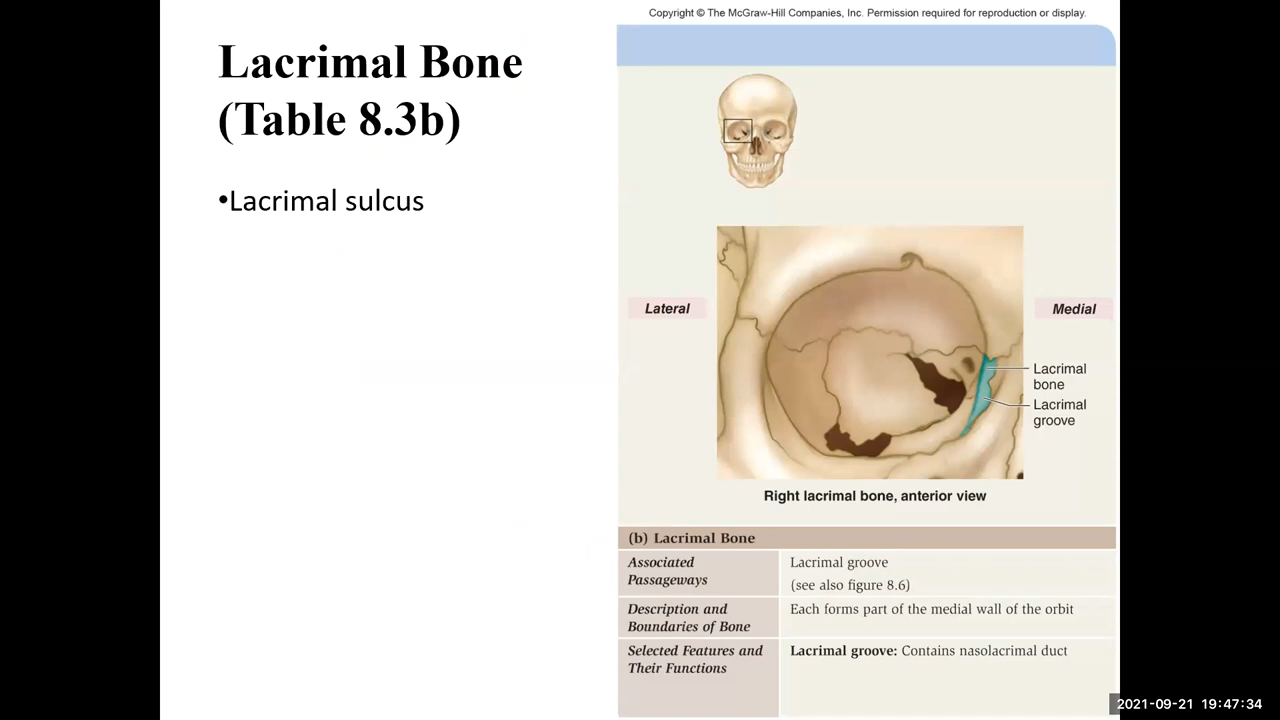 Copyright © The McGraw-Hill Companies, Inc. Permission required for reproduction or display.
Lacrimal Bone
(Table 8.3b)
•Lacrimal sulcus
Lateral
Medial
Lacrimal
bone
Lacrimal
groove
Right lacrimal bone, anterior view
(b) Lacrimal Bone
Associated
Passageways
Lacrimal groove
(see also figure 8.6)
Description and
Boundaries of Bone
Each forms part of the medial wall of the orbit
Selected Features and
Their Functions
Lacrimal groove: Contains nasolacrimal duct
2021-09-21 19:47:34